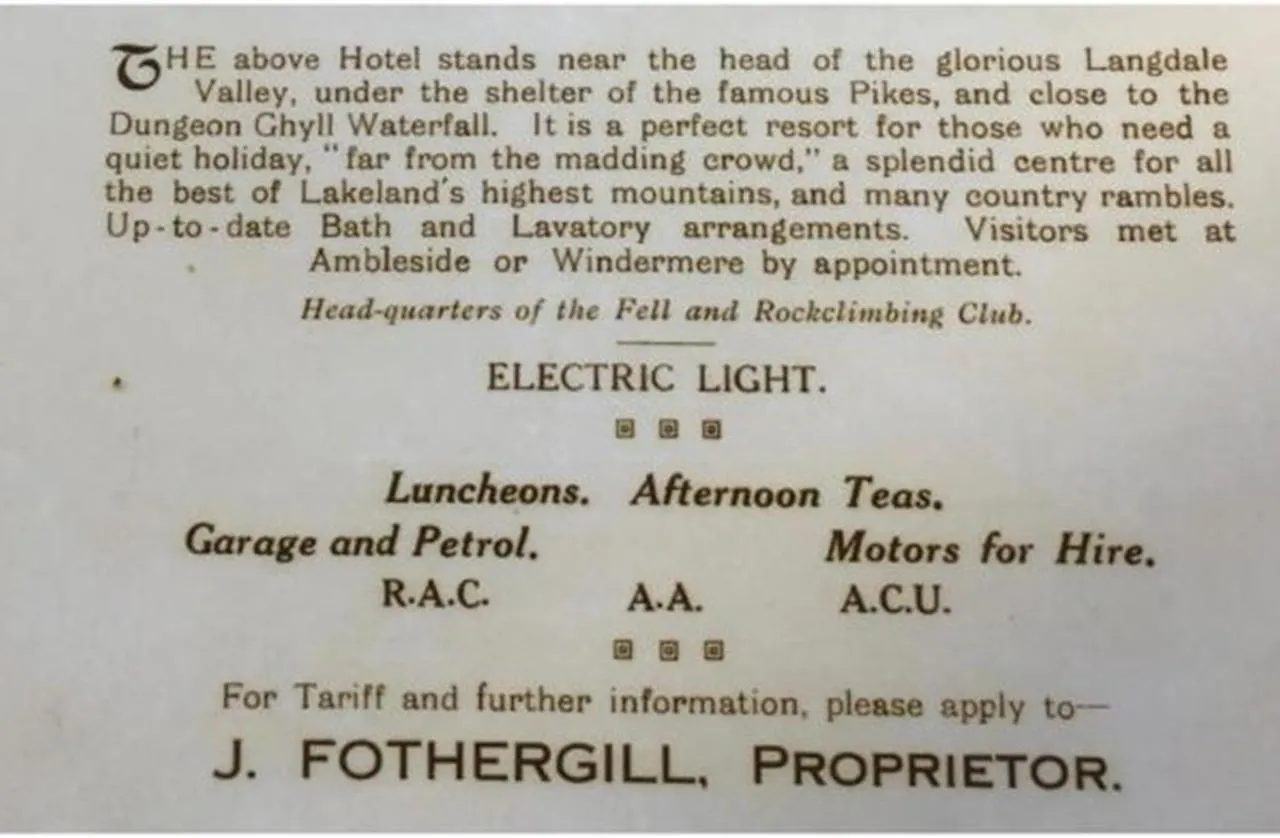 THE above Hotel stands near the head of the glorious Langdale
Valley, under the shelter of the famous Pikes, and close to the
Dungeon Ghyll Waterfall. It is a perfect resort for those who need a
quiet holiday, "far from the madding crowd," a splendid centre for all
the best of Lakeland's highest mountains, and many country rambles.
Up-to-date Bath and Lavatory arrangements. Visitors met at
Ambleside or Windermere by appointment.
Head-quarters of the Fell and Rockclimbing Club.
ELECTRIC LIGHT.
Luncheons. Afternoon Teas.
Garage and Petrol. Motors for Hire.
R.A.C. A.A. A.C.U.
For Tariff and further information, please apply to—
J. FOTHERGILL, PROPRIETOR.